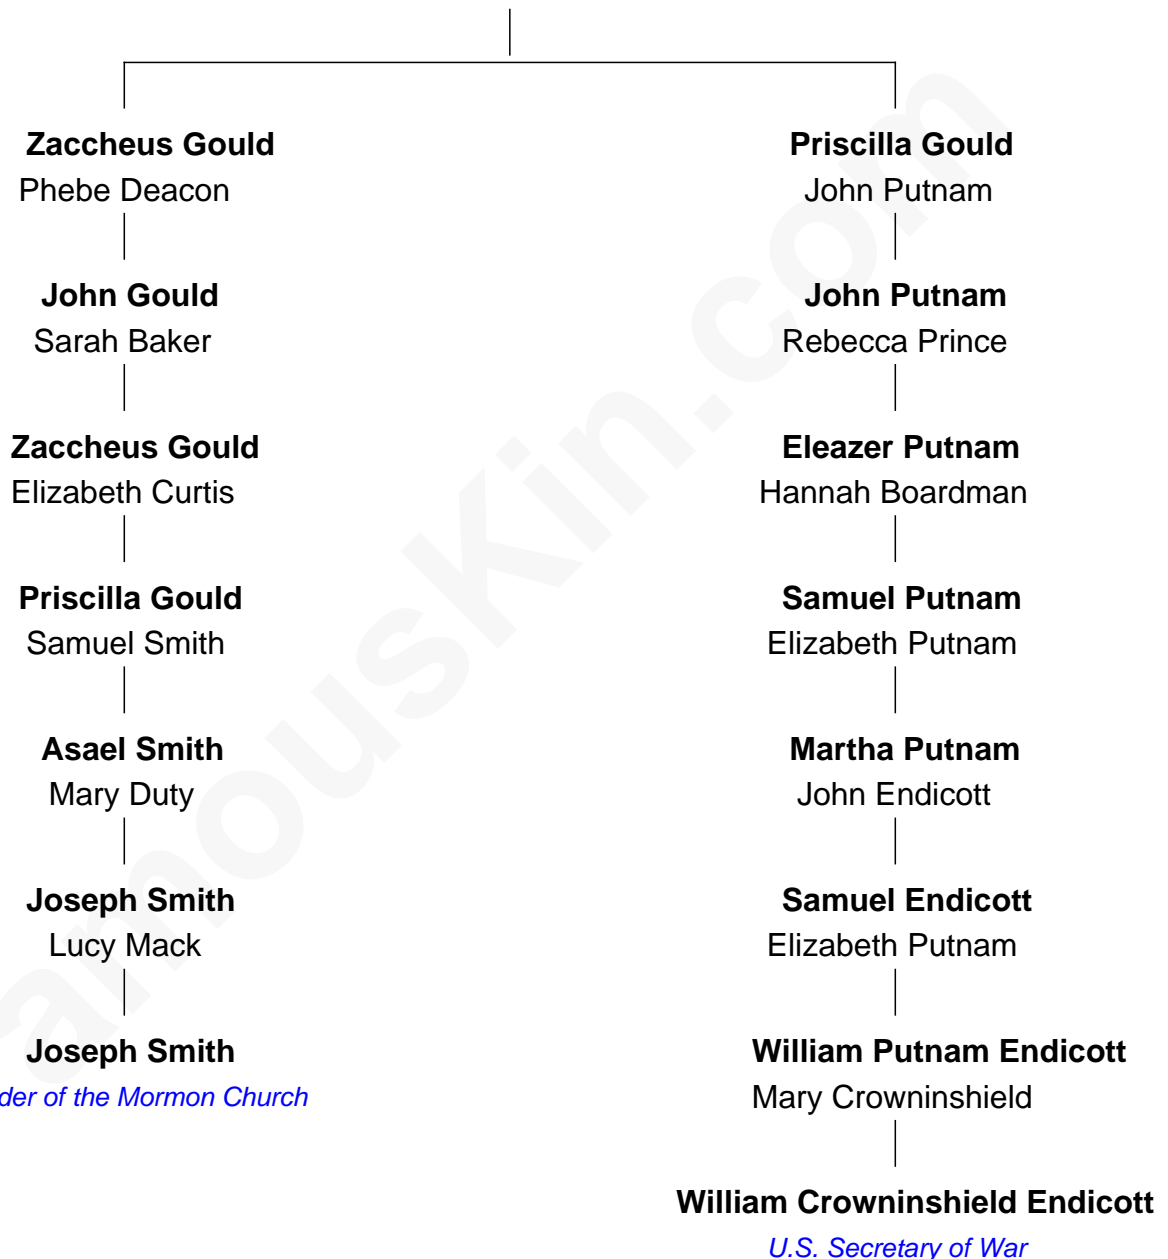 Zaccheus Gould
Phebe Deacon
John Gould
Sarah Baker
Zaccheus Gould
Elizabeth Curtis
Priscilla Gould
Samuel Smith
Asael Smith
Mary Duty
Joseph Smith
Lucy Mack
Joseph Smith
der of the Mormon Church
Priscilla Gould
John Putnam
John Putnam
Rebecca Prince
Eleazer Putnam
Hannah Boardman
Samuel Putnam
Elizabeth Putnam
Martha Putnam
John Endicott
Samuel Endicott
Elizabeth Putnam
William Putnam Endicott
Mary Crowninshield
William Crowninshield Endicott
U.S. Secretary of War
amousKin.com